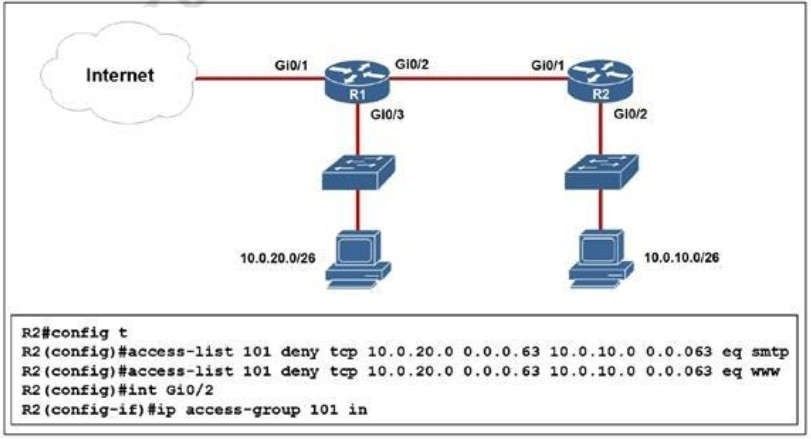 Internet
Gi0/1
Gi0/2
Gi0/1
R1
R2
Gi0/3
Gi0/2
10.0.20.0/26
10.0.10.0/26
R2#config t
R2(config)#access-list 101 deny tcp 10.0.20.0 0.0.0.63 10.0.10.0 0.0.063 eq smtp
R2(config)#access-list 101 deny tcp 10.0.20.0 0.0.0.63 10.0.10.0 0.0.063 eq www
R2(config)#int Gi0/2
R2(config-if)#ip access-group 101 in